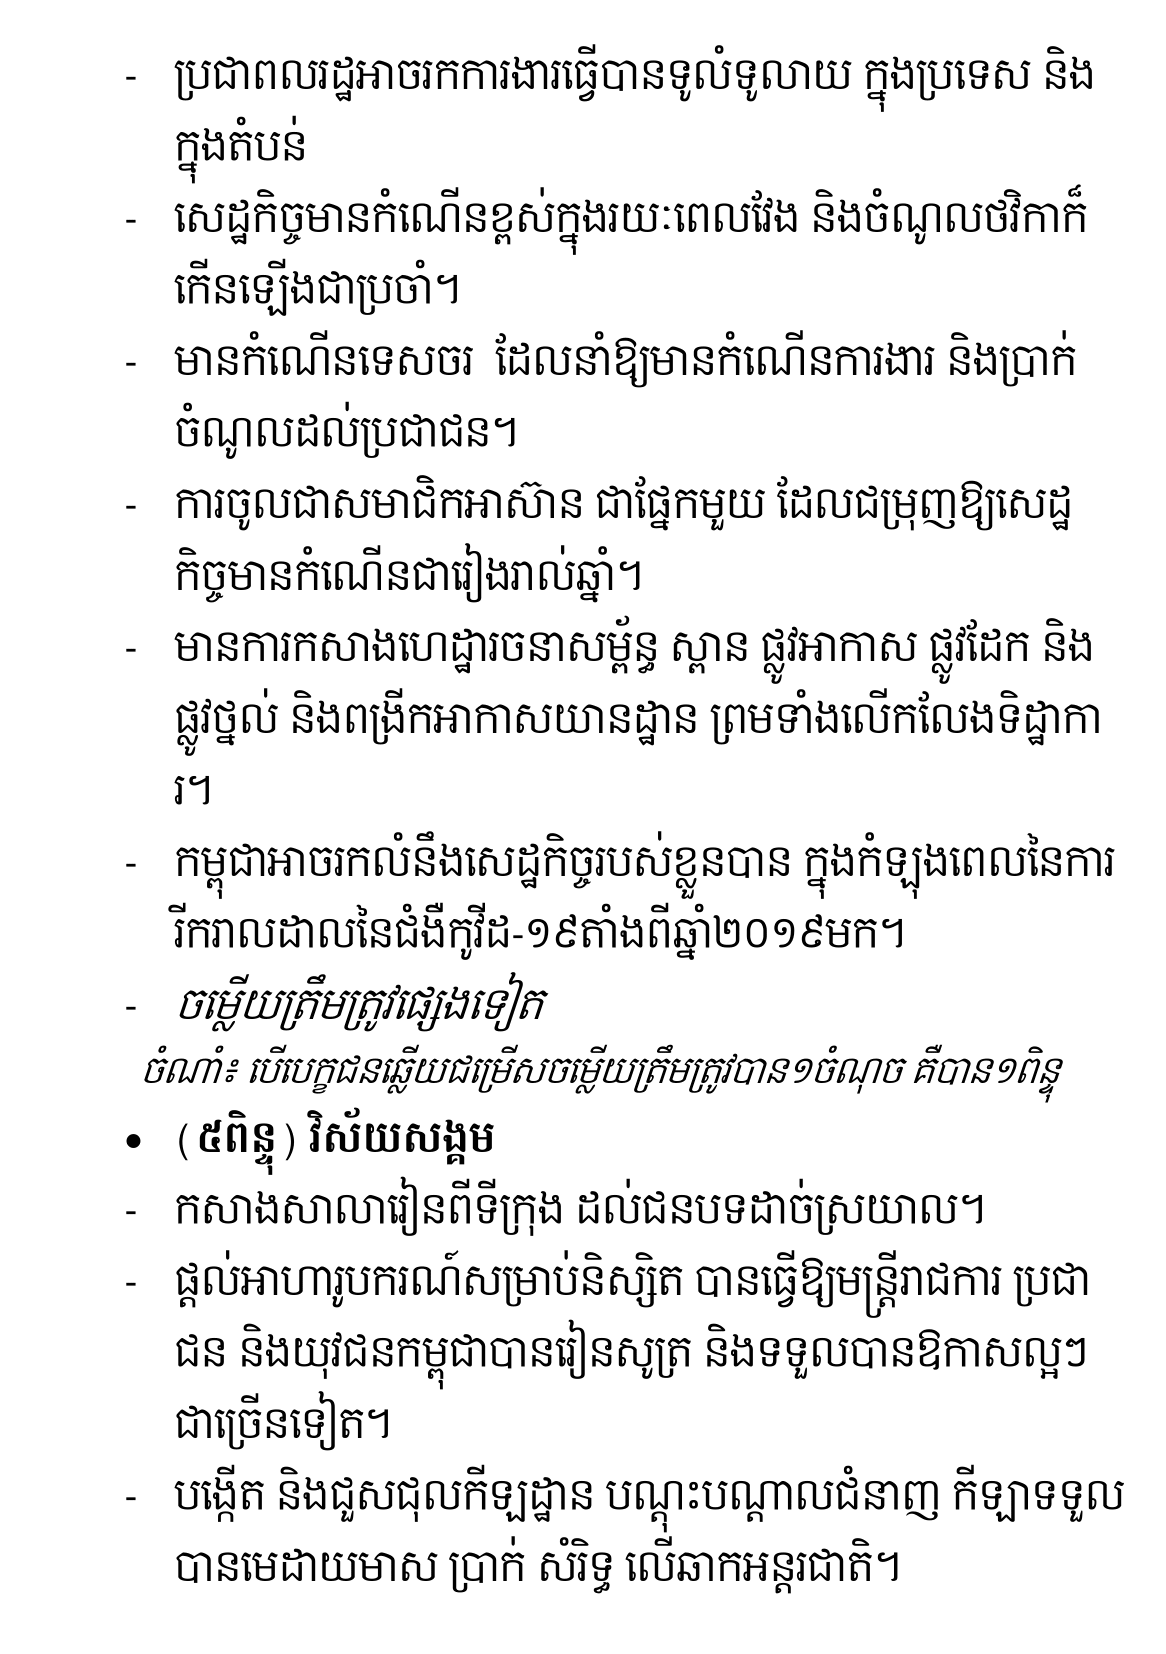 - ប្រជាពលរដ្ឋអាចរកការងារធ្វើបានទូលំទូលាយ ក្នុងប្រទេស និង
ក្នុងតំបន់
- សេដ្ឋកិច្ចមានកំណើនខ្ពស់ក្នុងរយៈពេលវែង និងចំណូលថវិកាក៏
កើនឡើងជាប្រចាំ។
- មានកំណើនទេសចរ ដែលនាំឱ្យមានកំណើនការងារ និងប្រាក់
ចំណូលដល់ប្រជាជន។
- ការចូលជាសមាជិកអាស៊ាន ជាផ្នែកមួយ ដែលជម្រុញឱ្យសេដ្ឋ
កិច្ចមានកំណើនជារៀងរាល់ឆ្នាំ។
- មានការកសាងហេដ្ឋារចនាសម្ព័ន្ធ ស្ពាន ផ្លូវអាកាស ផ្លូវដែក និង
ផ្លូវថ្នល់ និងពង្រីកអាកាសយានដ្ឋាន ព្រមទាំងលើកលែងទិដ្ឋាកា
រ។
- កម្ពុជាអាចរកលំនឹងសេដ្ឋកិច្ចរបស់ខ្លួនបាន ក្នុងកំឡុងពេលនៃការ
រីករាលដាលនៃជំងឺកូវីដ-១៩តាំងពីឆ្នាំ២០១៩មក។
- ចម្លើយត្រឹមត្រូវផ្សេងទៀត
ចំណាំ៖ បើបេក្ខជនឆ្លើយជម្រើសចម្លើយត្រឹមត្រូវបាន១ចំណុច គឺបាន១ពិន្ទុ
• (៥ពិន្ទុ) វិស័យសង្គម
- កសាងសាលារៀនពីទីក្រុង ដល់ជនបទដាច់ស្រយាល។
- ផ្តល់អាហារូបករណ៍សម្រាប់និស្សិត បានធ្វើឱ្យមន្ត្រីរាជការ ប្រជា
ជន និងយុវជនកម្ពុជាបានរៀនសូត្រ និងទទួលបានឱកាសល្អៗ
ជាច្រើនទៀត។
- បង្កើត និងជួសជុលកីឡដ្ឋាន បណ្តុះបណ្តាលជំនាញ កីឡាទទួល
បានមេដាយមាស ប្រាក់ សំរិទ្ធ លើឆាកអន្តរជាតិ។